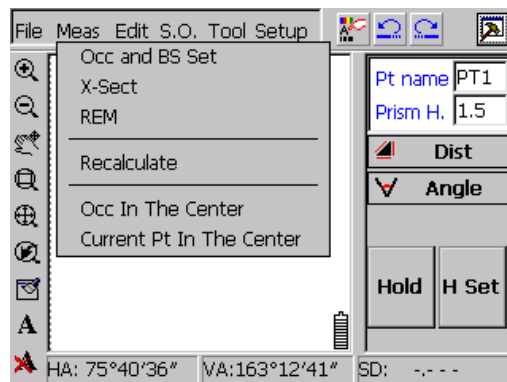 File Meas Edit S.O. Tool Setup
Occ and BS Set
X-Sect
REM
Recalculate
Occ In The Center
Current Pt In The Center
Pt name PT1
Prism H. 1.5
Dist
Angle
Hold H Set
A
A
HA: 75°40'36" VA:163°12'41" SD: -.- - -